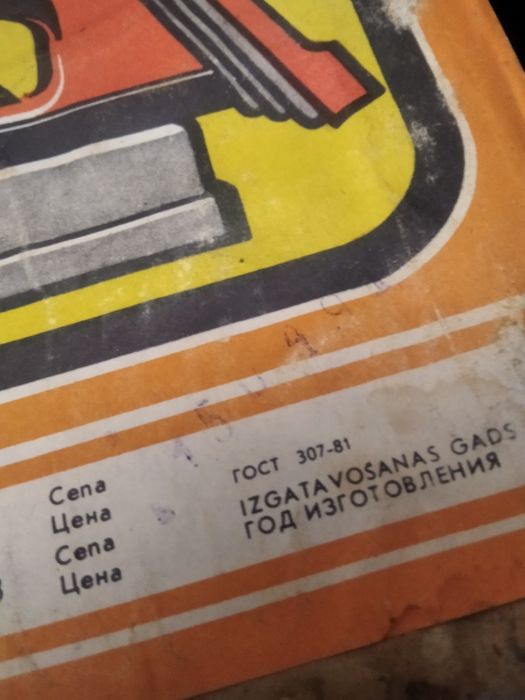 Cena
Цена
Cena
Цена
ГОСТ 307-81
IZGATAVOSANAS GADS
ГОД ИЗГОТОВЛЕНИЯ